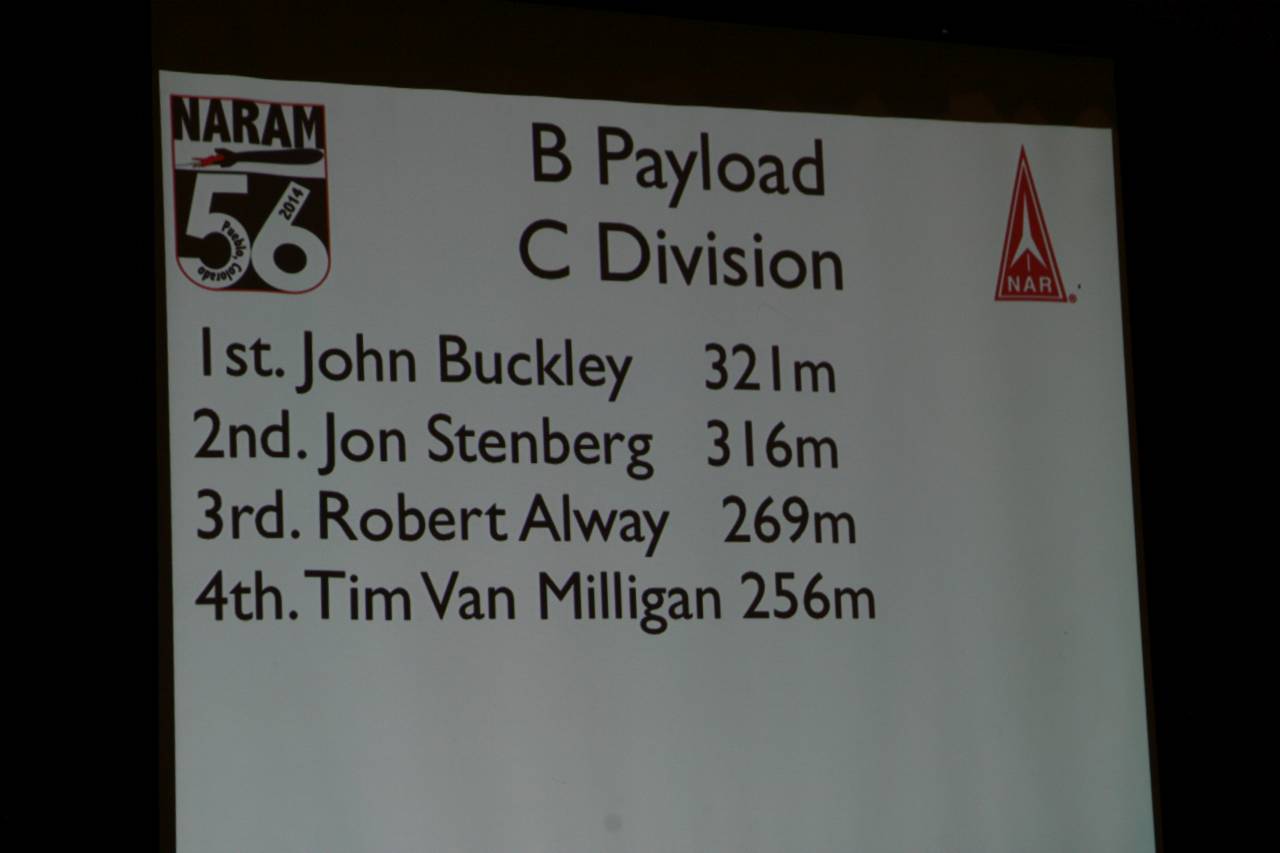 NARAM
56
2014
Pueblo, Colorado
B Payload
C Division
NAR®
1st. John Buckley 321m
2nd. Jon Stenberg 316m
3rd. Robert Alway 269m
4th. Tim Van Milligan 256m